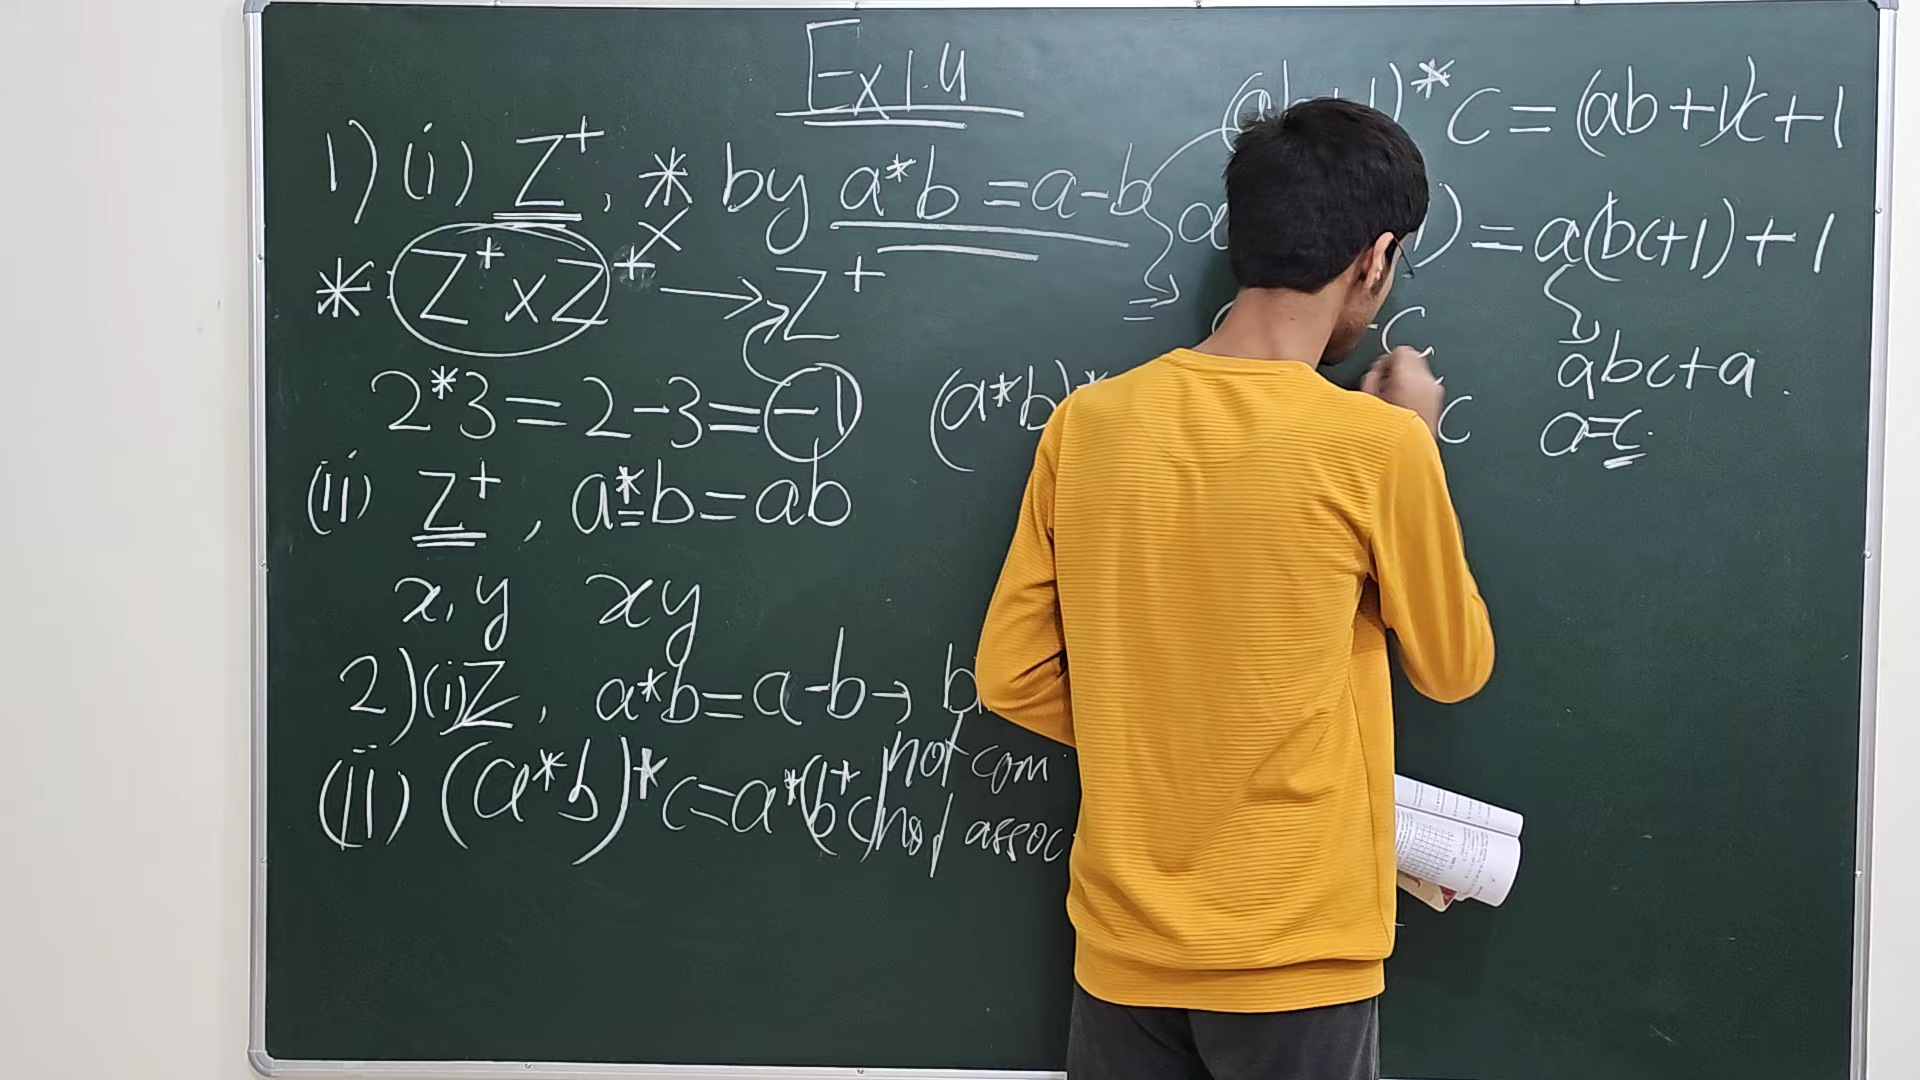 Ex 1.4
1) (i) Z⁺, * by a*b = a-b
X
* : Z⁺ x Z⁺ → Z⁺
2*3 = 2-3 = -1
(ii) Z⁺, a*b = ab
x, y xy
2) (i) Z, a*b = a-b →
not com
(ii) (a*b)*c = a*(b*c) not assoc
)* c = (ab+1)c+1
) = a(bc+1)+1
abc+a
(a*b)* c a=c